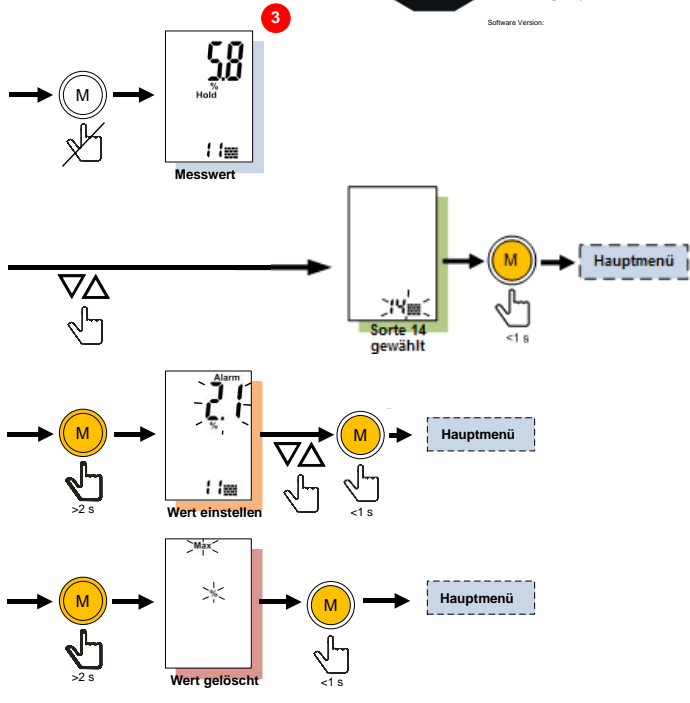 3
Software Version:
M
5.8
%
Hold
11
Messwert
14
Sorte 14
gewählt
M
<1 s
Hauptmenü
M
>2 s
Alarm
2.1
%
11
Wert einstellen
M
<1 s
Hauptmenü
M
>2 s
Max
%
Wert gelöscht
M
<1 s
Hauptmenü